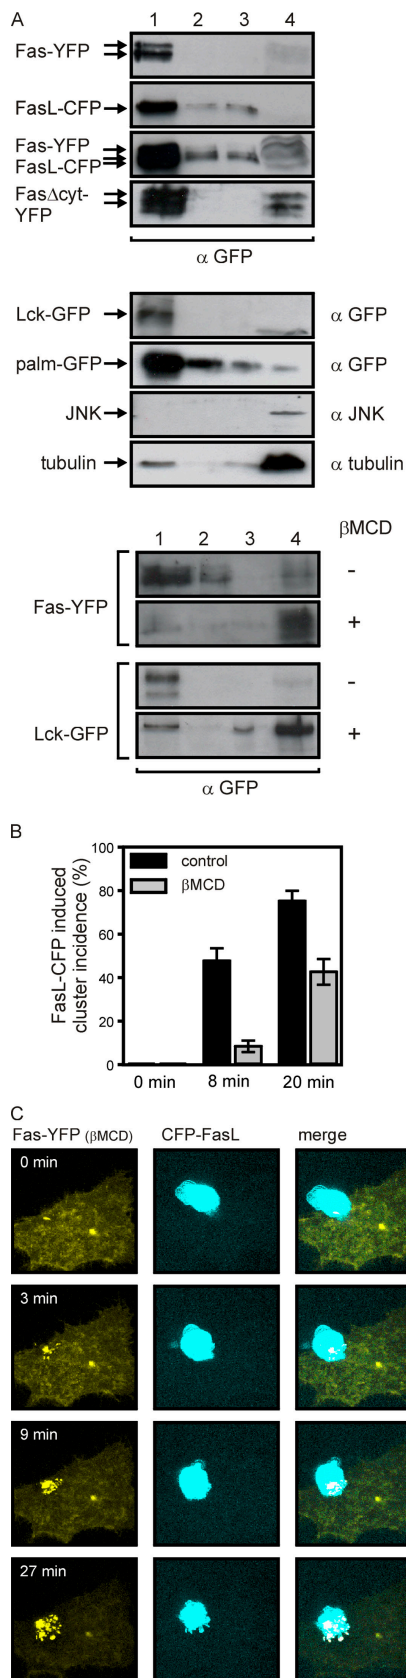 A
1 2 3 4
Fas-YFP
FasL-CFP
Fas-YFP
FasL-CFP
FasΔcyt-
YFP
α GFP
Lck-GFP α GFP
palm-GFP α GFP
JNK α JNK
tubulin α tubulin
1 2 3 4 βMCD
Fas-YFP
-
+
Lck-GFP
-
+
α GFP
B
FasL-CFP induced
cluster incidence (%)
100
80
60
40
20
0
control
βMCD
0 min 8 min 20 min
C
Fas-YFP (βMCD) CFP-FasL merge
0 min
3 min
9 min
27 min